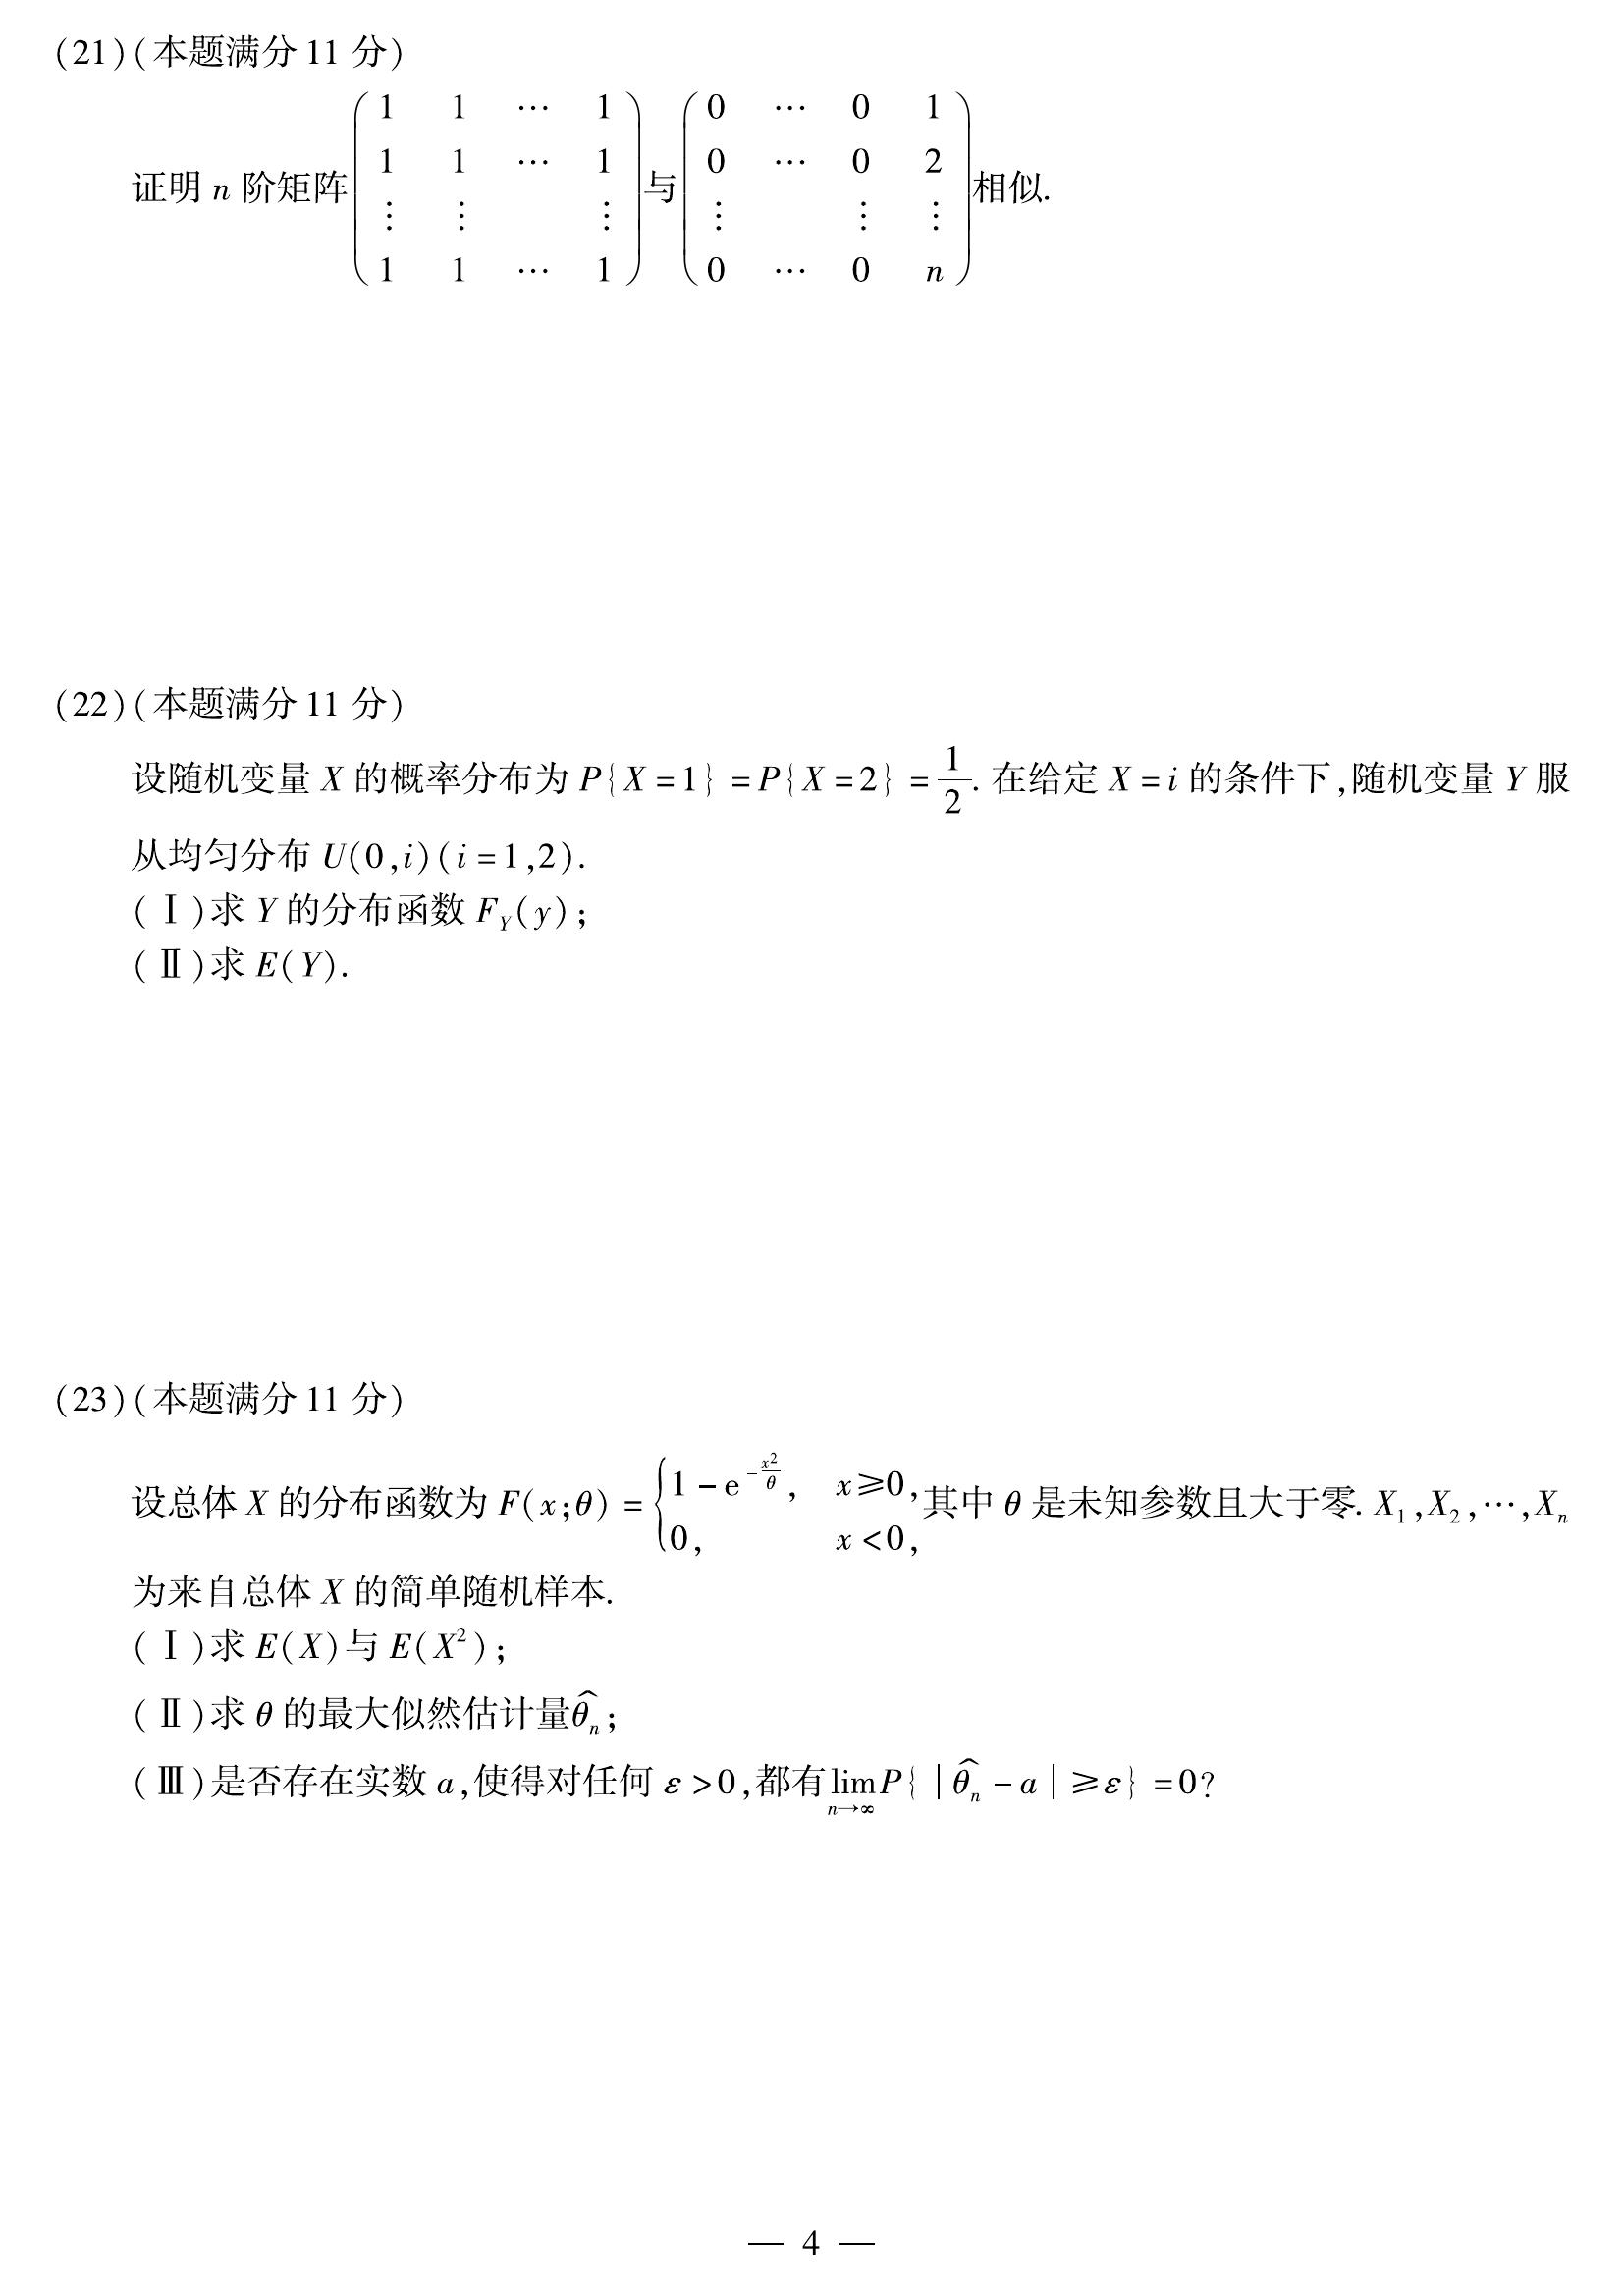 (21)(本题满分 11 分)
证明 n 阶矩阵 $\begin{pmatrix} 1 & 1 & \cdots & 1 \\ 1 & 1 & \cdots & 1 \\ \vdots & \vdots & & \vdots \\ 1 & 1 & \cdots & 1 \end{pmatrix}$ 与 $\begin{pmatrix} 0 & \cdots & 0 & 1 \\ 0 & \cdots & 0 & 2 \\ \vdots & & \vdots & \vdots \\ 0 & \cdots & 0 & n \end{pmatrix}$ 相似.
(22)(本题满分 11 分)
设随机变量 X 的概率分布为 $P\{X=1\}=P\{X=2\}=\frac{1}{2}$. 在给定 X=i 的条件下,随机变量 Y 服
从均匀分布 U(0,i)(i=1,2).
(Ⅰ)求 Y 的分布函数 $F_Y(y)$;
(Ⅱ)求 E(Y).
(23)(本题满分 11 分)
设总体 X 的分布函数为 $F(x;\theta)=\begin{cases} 1-e^{-\frac{x^2}{\theta}}, & x\geqslant 0, \\ 0, & x<0, \end{cases}$ 其中 θ 是未知参数且大于零. $X_1,X_2,\cdots,X_n$
为来自总体 X 的简单随机样本.
(Ⅰ)求 E(X)与 $E(X^2)$;
(Ⅱ)求 θ 的最大似然估计量 $\widehat{\theta_n}$;
(Ⅲ)是否存在实数 a,使得对任何 ε>0,都有 $\lim\limits_{n\to\infty}P\{|\widehat{\theta_n}-a|\geqslant\varepsilon\}=0$?
— 4 —